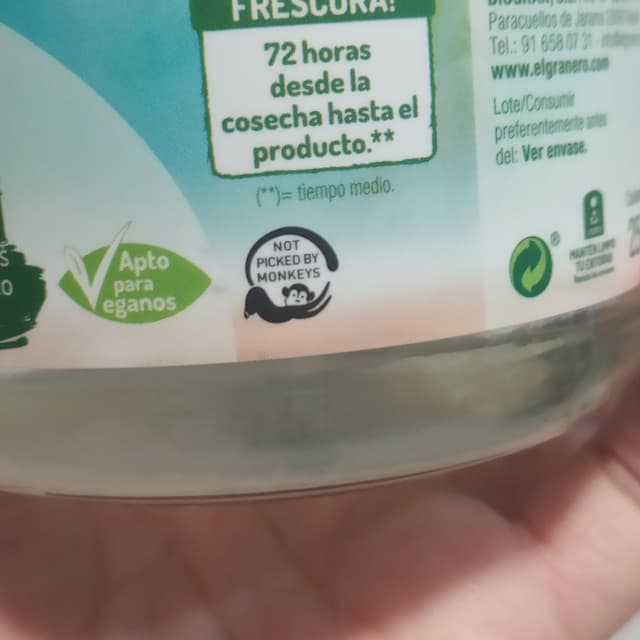 FRESCURA!
72 horas
desde la
cosecha hasta el
producto.**
(**)= tiempo medio.
Apto
para
veganos
NOT
PICKED BY
MONKEYS
Paracuellos de Jarama
Tel.: 91 658 07 31
www.elgranero.com
Lote/Consumir
preferentemente antes
del: Ver envase.
®
MANTÉN LIMPIO
TU ENTORNO